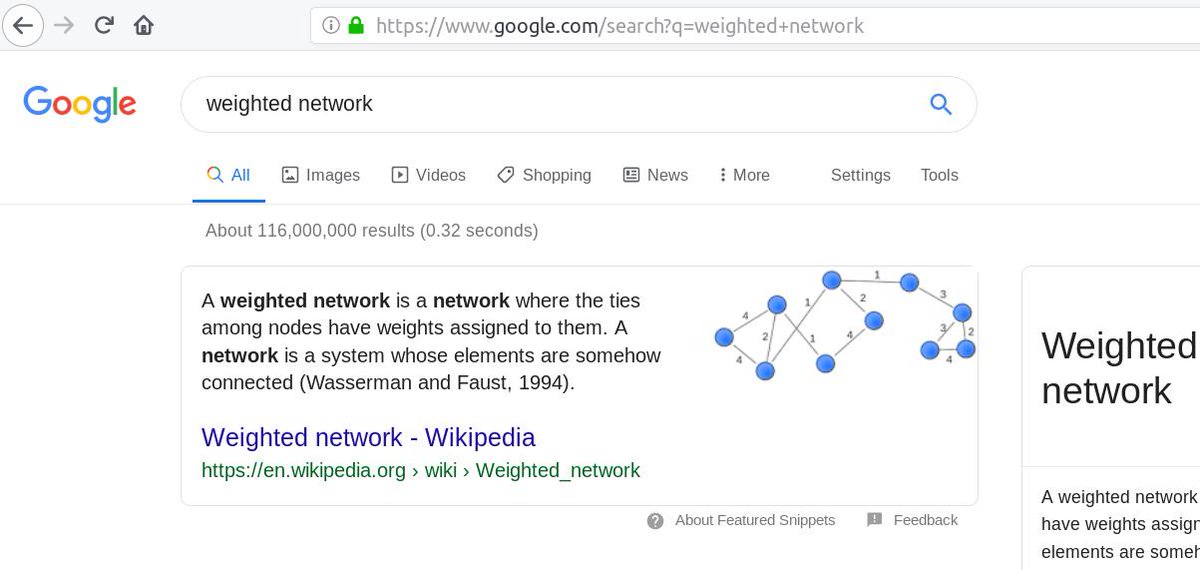 https://www.google.com/search?q=weighted+network
Google
weighted network
All Images Videos Shopping News More Settings Tools
About 116,000,000 results (0.32 seconds)
A weighted network is a network where the ties
among nodes have weights assigned to them. A
network is a system whose elements are somehow
connected (Wasserman and Faust, 1994).
4
4
2
1
1
2
4
1
3
3
2
4
Weighted network - Wikipedia
https://en.wikipedia.org › wiki › Weighted_network
About Featured Snippets Feedback
Weighted
network
A weighted network
have weights assign
elements are someh